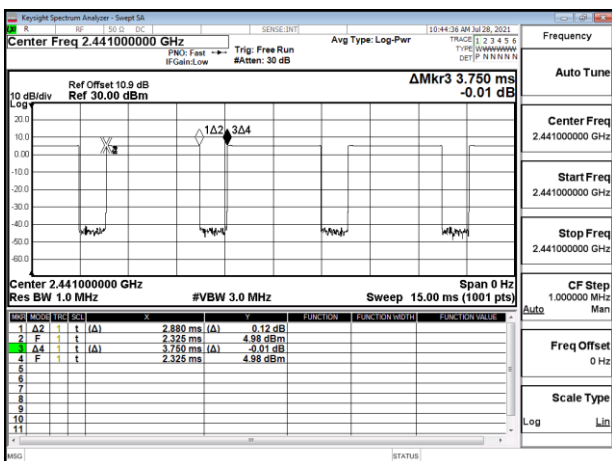 Keysight Spectrum Analyzer - Swept SA
R RF 50 Ω DC SENSE:INT 10:44:36 AM Jul 28, 2021
Center Freq 2.441000000 GHz
Avg Type: Log-Pwr
TRACE 1 2 3 4 5 6
PNO: Fast Trig: Free Run
TYPE WWWWWW
IFGain:Low #Atten: 30 dB
DET P N N N N N
Ref Offset 10.9 dB
ΔMkr3 3.750 ms
10 dB/div Ref 30.00 dBm
-0.01 dB
Log
20.0
10.0
0.00
-10.0
-20.0
-30.0
-40.0
-50.0
-60.0
1Δ2 3Δ4
Center 2.441000000 GHz Span 0 Hz
Res BW 1.0 MHz #VBW 3.0 MHz Sweep 15.00 ms (1001 pts)
MKR MODE TRC SCL X Y FUNCTION FUNCTION WIDTH FUNCTION VALUE
1 Δ2 1 t (Δ) 2.880 ms (Δ) 0.12 dB
2 F 1 t 2.325 ms 4.98 dBm
3 Δ4 1 t (Δ) 3.750 ms (Δ) -0.01 dB
4 F 1 t 2.325 ms 4.98 dBm
5
6
7
8
9
10
11
MSG STATUS
Frequency
Auto Tune
Center Freq
2.441000000 GHz
Start Freq
2.441000000 GHz
Stop Freq
2.441000000 GHz
CF Step
1.000000 MHz
Auto Man
Freq Offset
0 Hz
Scale Type
Log Lin